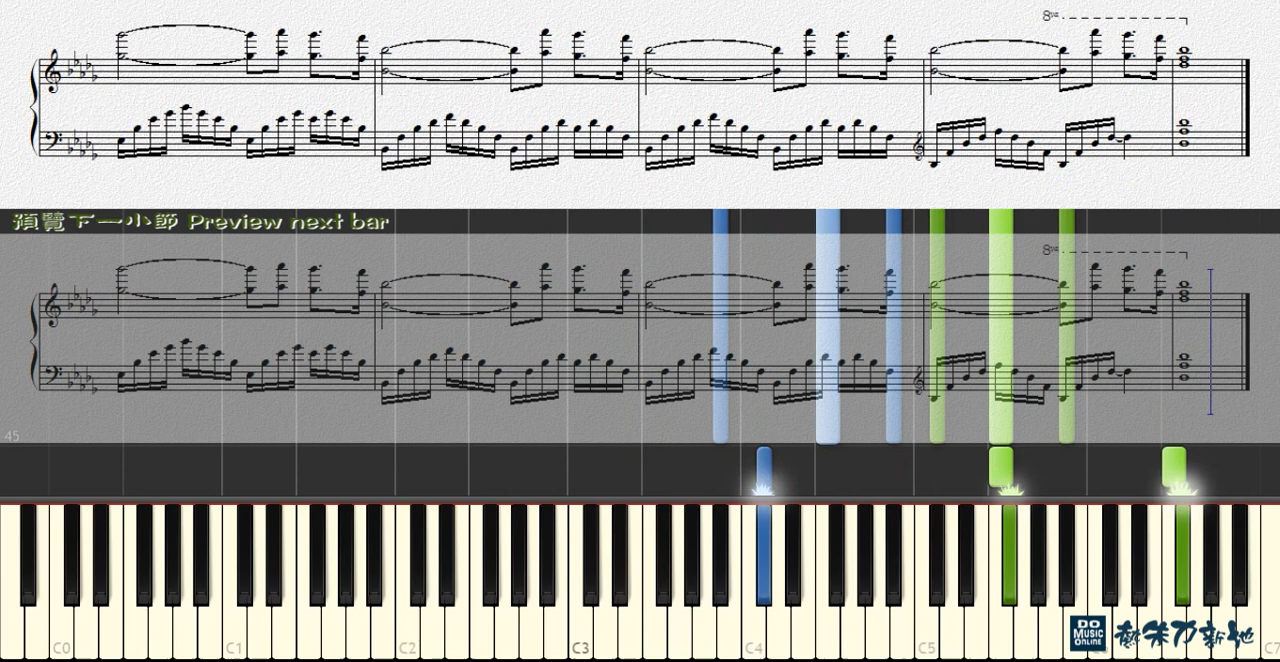 8va
預覽下一小節 Preview next bar
8va
45
C0 C1 C2 C3 C4 C5 C7
DO
MUSIC
ONLINE